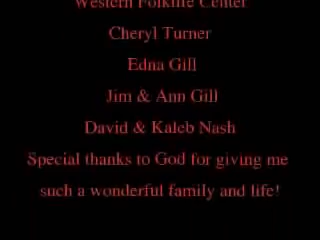 Western Folklife Center
Cheryl Turner
Edna Gill
Jim & Ann Gill
David & Kaleb Nash
Special thanks to God for giving me
such a wonderful family and life!